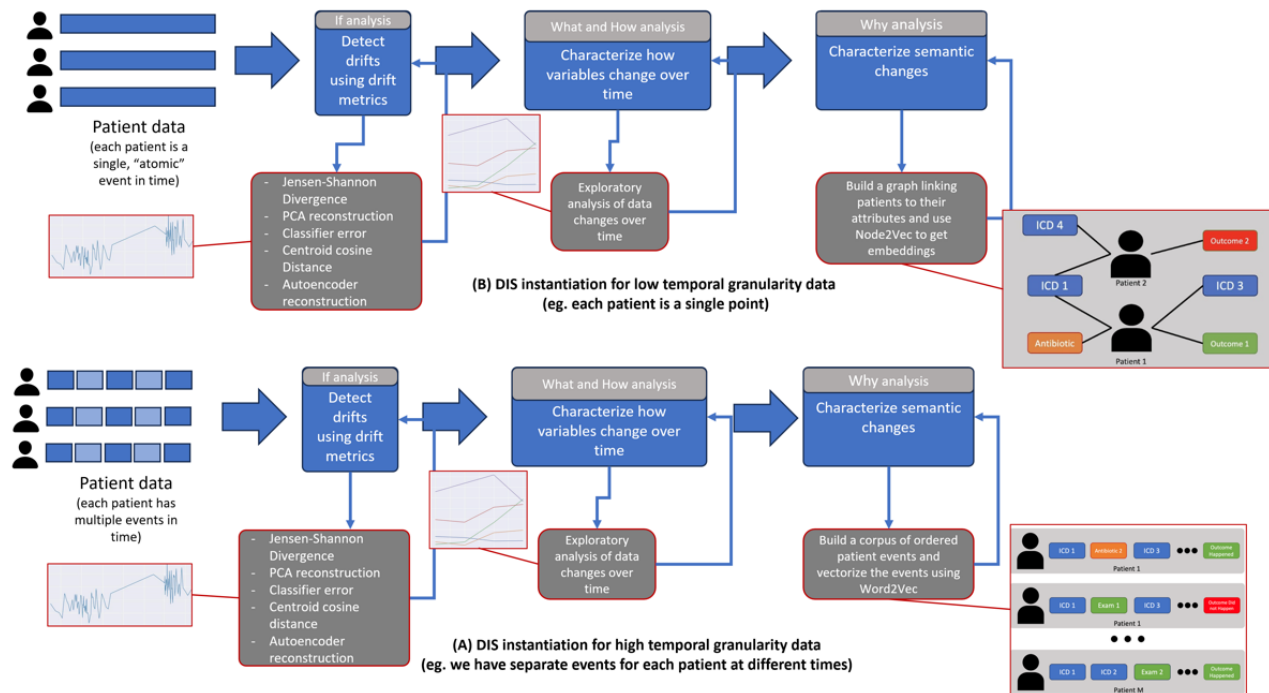 If analysis
Detect
drifts
using drift
metrics
What and How analysis
Characterize how
variables change over
time
Why analysis
Characterize semantic
changes
Patient data
(each patient is a
single, “atomic”
event in time)
- Jensen-Shannon
Divergence
- PCA reconstruction
- Classifier error
- Centroid cosine
Distance
- Autoencoder
reconstruction
Exploratory
analysis of data
changes over
time
Build a graph linking
patients to their
attributes and use
Node2Vec to get
embeddings
ICD 4
Outcome 2
Patient 2
ICD 1
ICD 3
Antibiotic
Outcome 1
Patient 1
(B) DIS instantiation for low temporal granularity data
(eg. each patient is a single point)
If analysis
Detect
drifts
using drift
metrics
What and How analysis
Characterize how
variables change over
time
Why analysis
Characterize semantic
changes
Patient data
(each patient has
multiple events in
time)
- Jensen-Shannon
Divergence
- PCA reconstruction
- Classifier error
- Centroid cosine
distance
- Autoencoder
reconstruction
Exploratory
analysis of data
changes over
time
Build a corpus of ordered
patient events and
vectorize the events using
Word2Vec
ICD 1
Antibiotic 1
ICD 3
Outcome
Happened
Patient 1
ICD 1
Exam 1
ICD 3
Outcome Did
not Happen
Patient 1
ICD 1
ICD 2
Exam 2
Outcome
Happened
Patient M
(A) DIS instantiation for high temporal granularity data
(eg. we have separate events for each patient at different times)